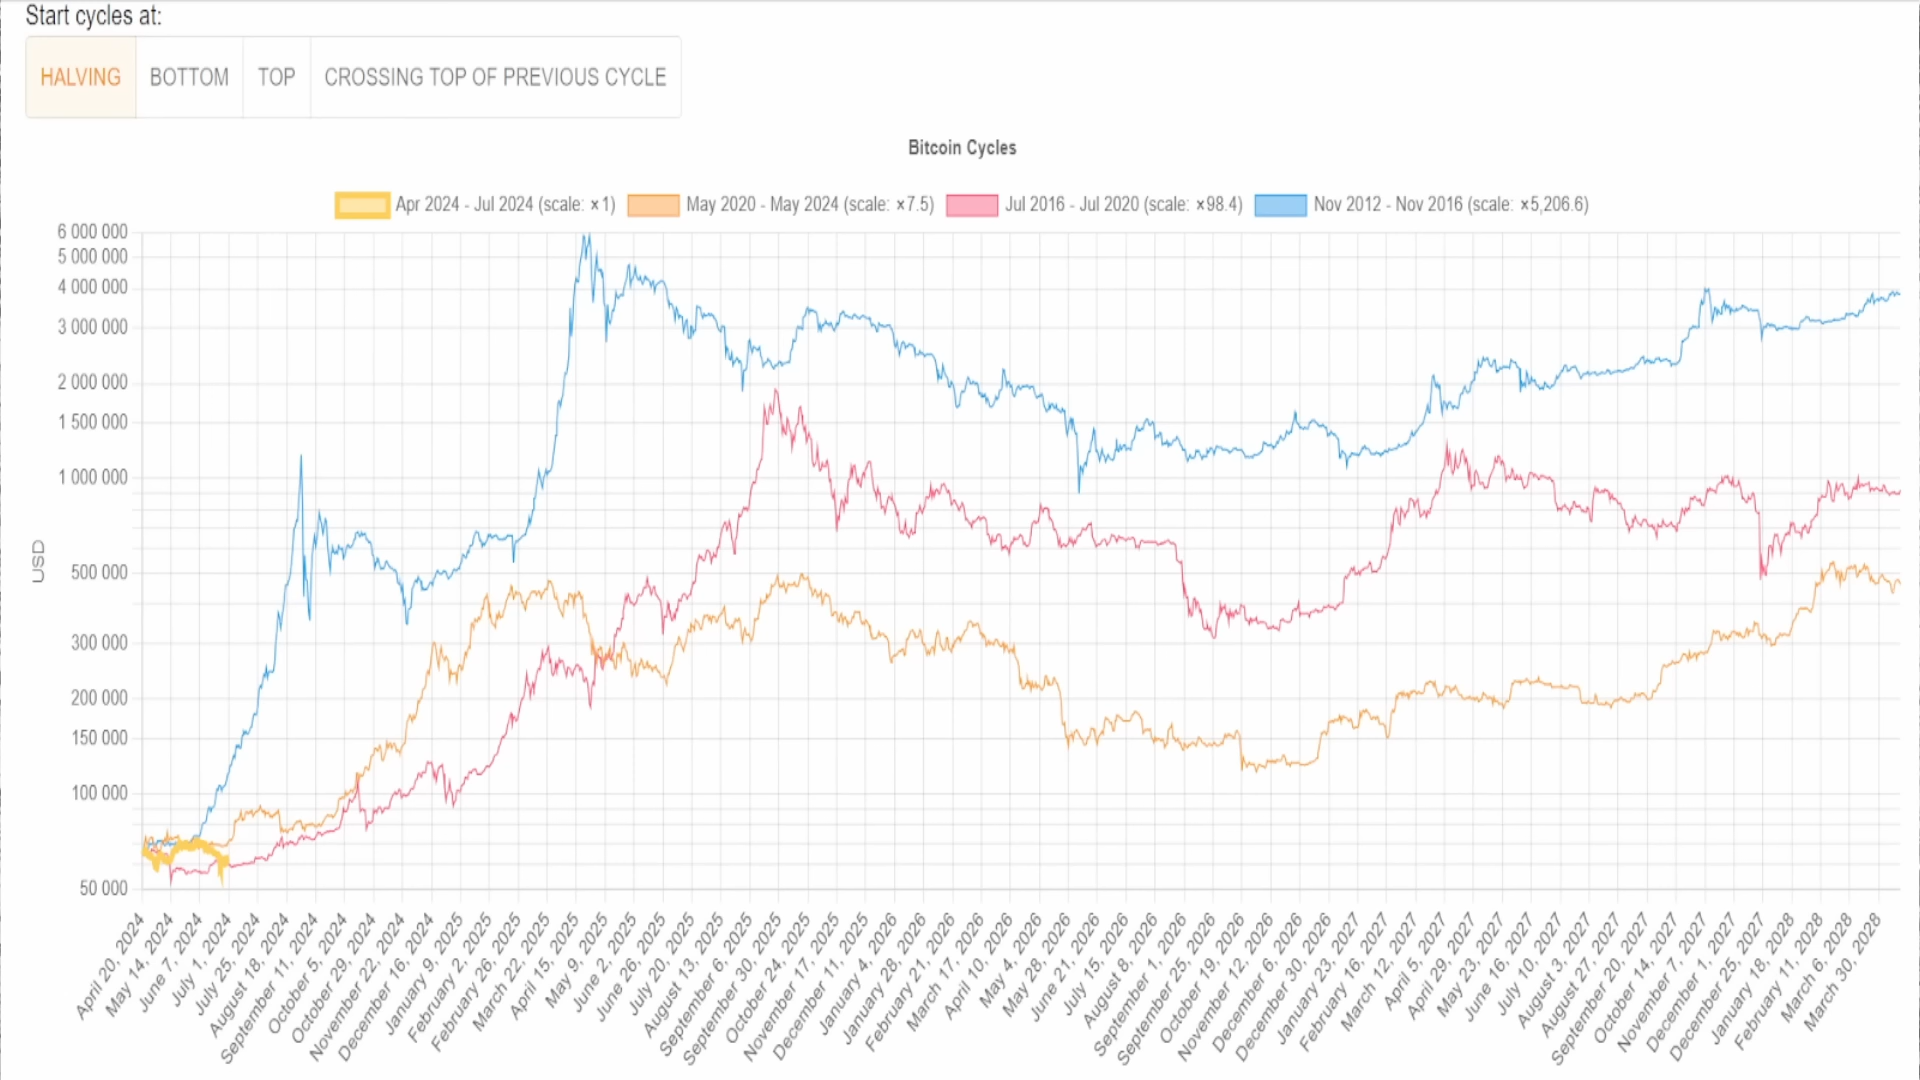 Start cycles at:
HALVING BOTTOM TOP CROSSING TOP OF PREVIOUS CYCLE
Bitcoin Cycles
Apr 2024 - Jul 2024 (scale: ×1) May 2020 - May 2024 (scale: ×7.5) Jul 2016 - Jul 2020 (scale: ×98.4) Nov 2012 - Nov 2016 (scale: ×5,206.6)
6 000 000
5 000 000
4 000 000
3 000 000
2 000 000
1 500 000
1 000 000
500 000
300 000
200 000
150 000
100 000
50 000
USD
April 20, 2024
May 14, 2024
June 7, 2024
July 1, 2024
July 25, 2024
August 18, 2024
September 11, 2024
October 5, 2024
October 29, 2024
November 22, 2024
December 16, 2024
January 9, 2025
February 2, 2025
February 26, 2025
March 22, 2025
April 15, 2025
May 9, 2025
June 2, 2025
June 26, 2025
July 20, 2025
August 13, 2025
September 6, 2025
September 30, 2025
October 24, 2025
November 17, 2025
December 11, 2025
January 4, 2026
January 28, 2026
February 21, 2026
March 17, 2026
April 10, 2026
May 4, 2026
May 28, 2026
June 21, 2026
July 15, 2026
August 8, 2026
September 1, 2026
September 25, 2026
October 19, 2026
November 12, 2026
December 6, 2026
December 30, 2026
January 23, 2027
February 16, 2027
March 12, 2027
April 5, 2027
April 29, 2027
May 23, 2027
June 16, 2027
July 10, 2027
August 3, 2027
August 27, 2027
September 20, 2027
October 14, 2027
November 7, 2027
December 1, 2027
December 25, 2027
January 18, 2028
February 11, 2028
March 6, 2028
March 30, 2028